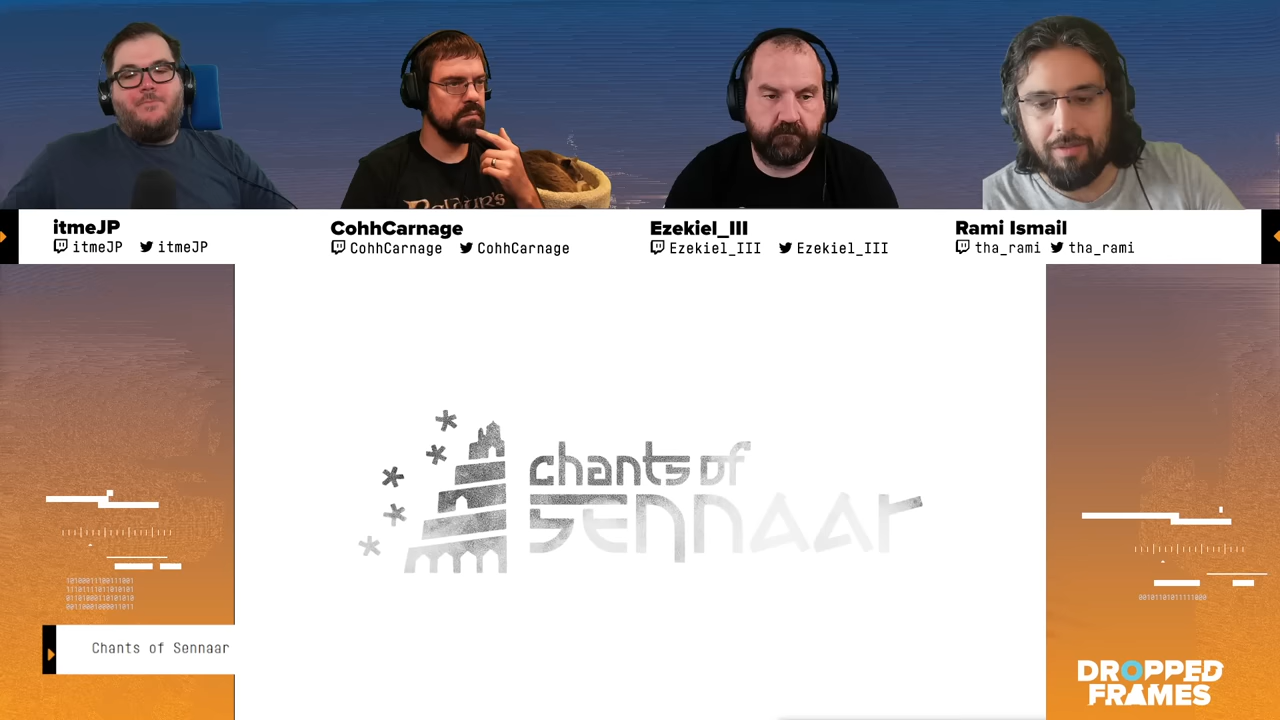 BALDUR'S
itmeJP
itmeJP itmeJP
CohhCarnage
CohhCarnage CohhCarnage
Ezekiel_III
Ezekiel_III Ezekiel_III
Rami Ismail
tha_rami tha_rami
chants of
sennaar
Chants of Sennaar
DROPPED
FRAMES